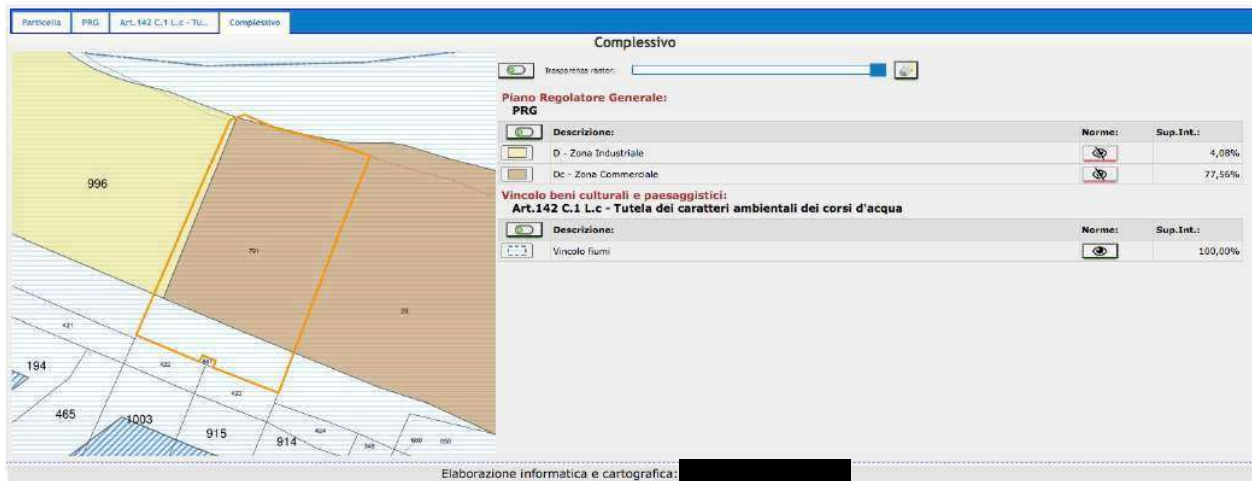 Particella PRG Art.142 C.1 L.c - Tu... Complessivo
Complessivo
Trasparenza raster:
Piano Regolatore Generale:
PRG
Descrizione: Norme: Sup.Int.:
D - Zona Industriale 4,08%
Dc - Zona Commerciale 77,56%
Vincolo beni culturali e paesaggistici:
Art.142 C.1 L.c - Tutela dei caratteri ambientali dei corsi d'acqua
Descrizione: Norme: Sup.Int.:
Vincolo fiumi 100,00%
996
421
194
422
423
465
1003
915
914
424
Elaborazione informatica e cartografica: